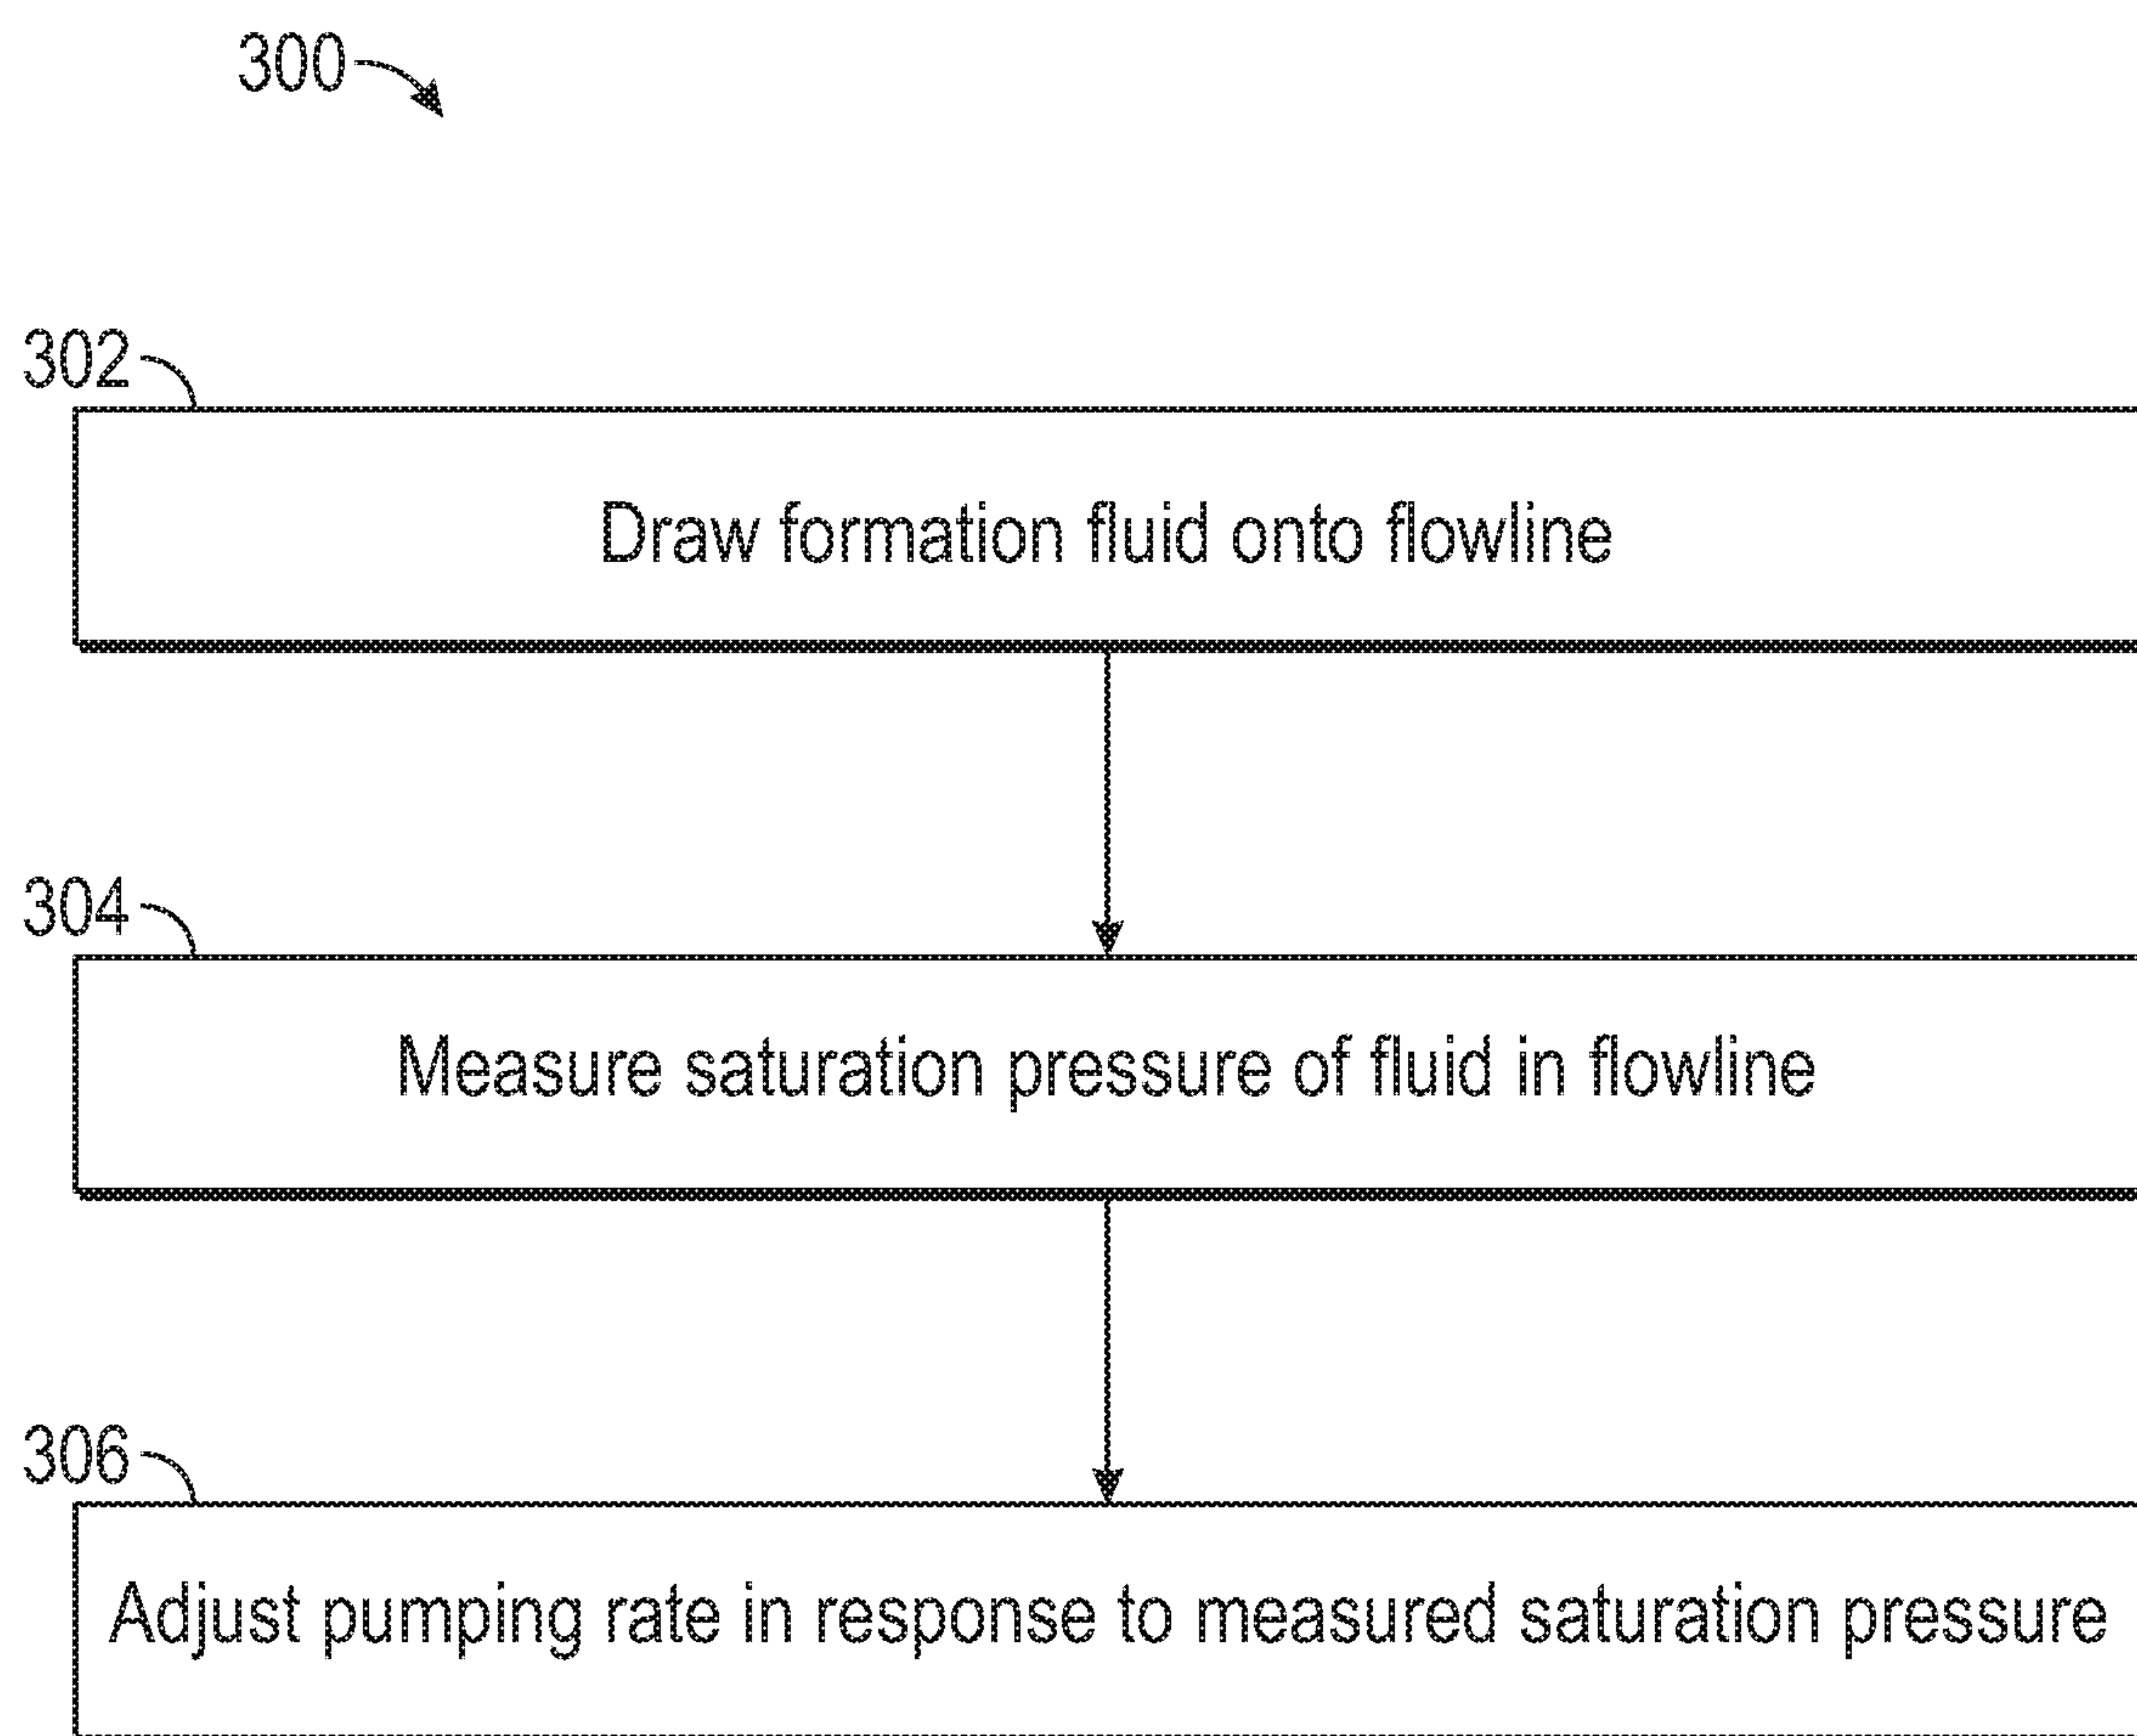 300
302
Draw formation fluid onto flowline
304
Measure saturation pressure of fluid in flowline
306
Adjust pumping rate in response to measured saturation pressure